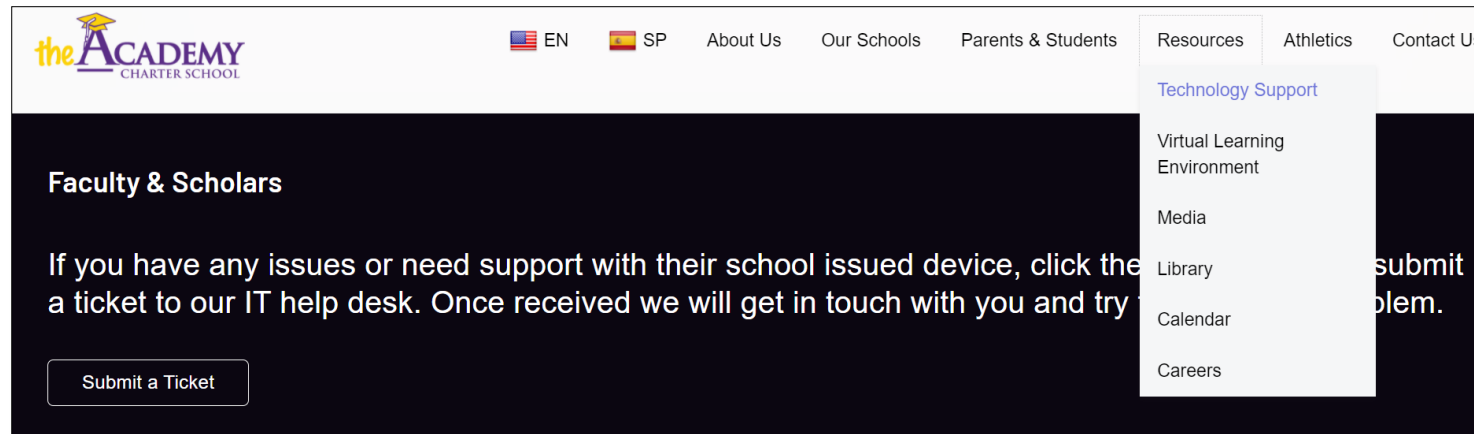 the ACADEMY
CHARTER SCHOOL
EN SP About Us Our Schools Parents & Students Resources Athletics Contact
Technology Support
Virtual Learning
Environment
Media
Library
Calendar
Careers
Faculty & Scholars
If you have any issues or need support with their school issued device, click the submit
a ticket to our IT help desk. Once received we will get in touch with you and try
Submit a Ticket